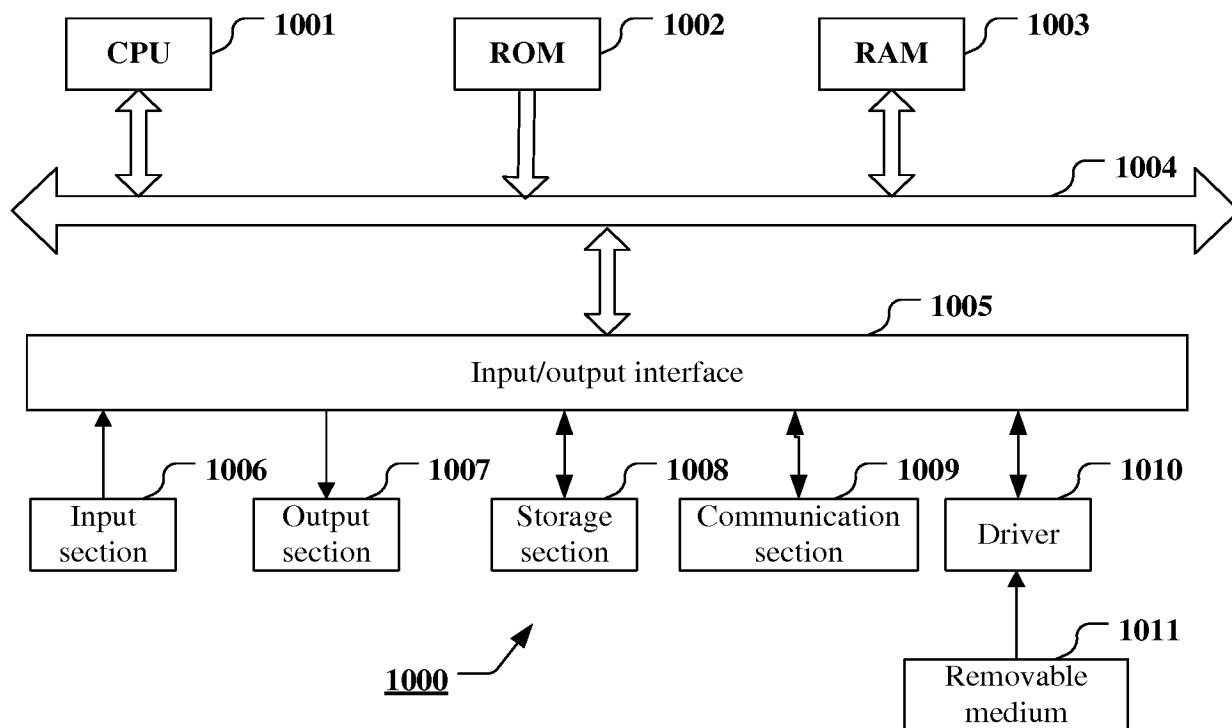 CPU
1001
ROM
1002
RAM
1003
1004
1005
Input/output interface
1006
1007
1008
1009
1010
Input
section
Output
section
Storage
section
Communication
section
Driver
1000
1011
Removable
medium